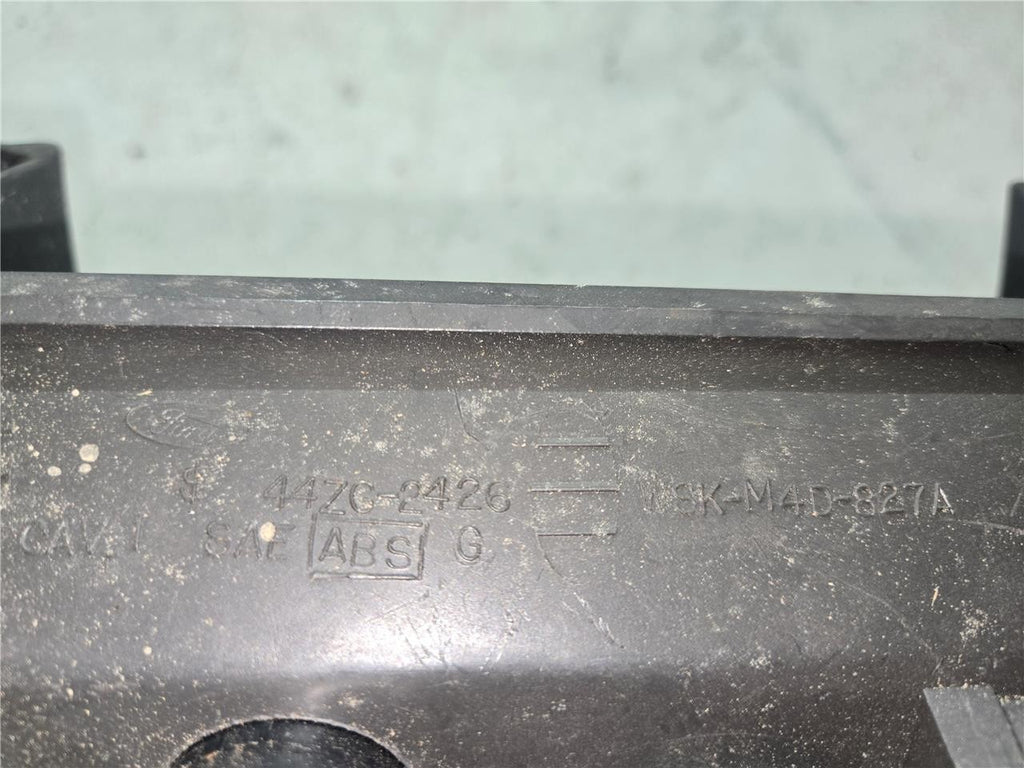 Ford
44ZC-2426
WSK-M4D-827A
CAV.1 SAE ABS G